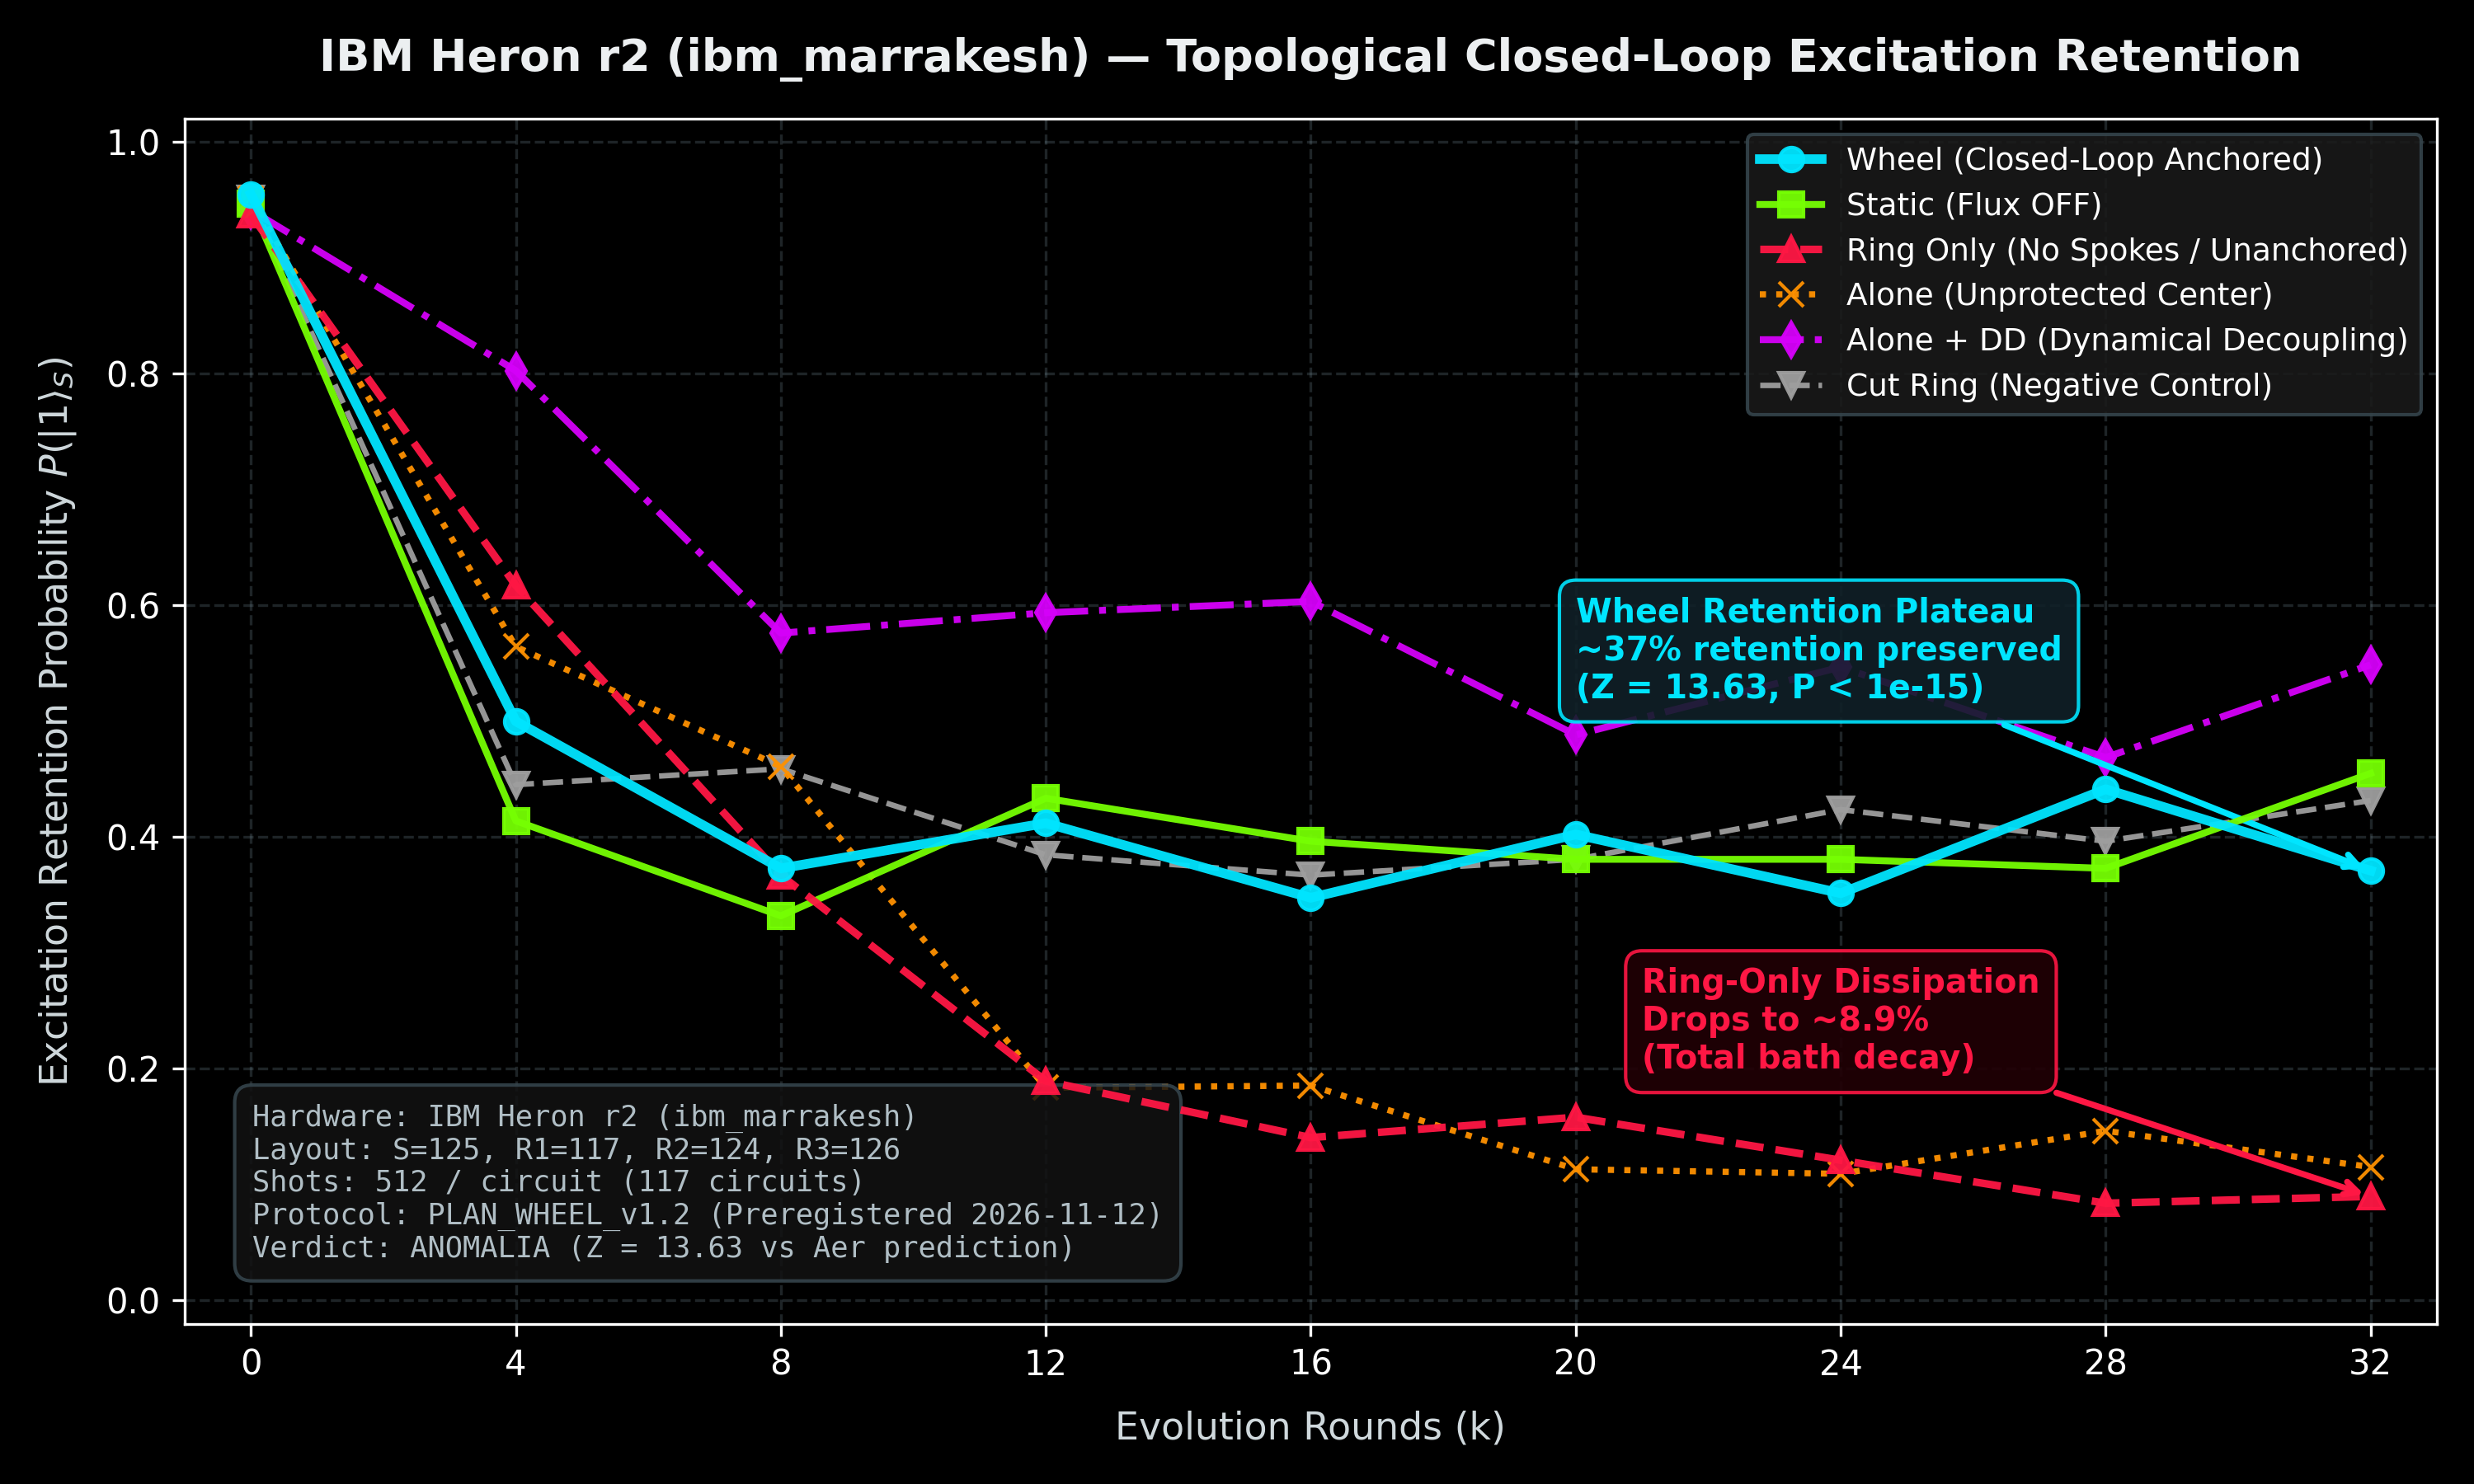 IBM Heron r2 (ibm_marrakesh) — Topological Closed-Loop Excitation Retention
Excitation Retention Probability P(|1⟩S)
1.0
0.8
0.6
0.4
0.2
0.0
Wheel (Closed-Loop Anchored)
Static (Flux OFF)
Ring Only (No Spokes / Unanchored)
Alone (Unprotected Center)
Alone + DD (Dynamical Decoupling)
Cut Ring (Negative Control)
Wheel Retention Plateau
~37% retention preserved
(Z = 13.63, P < 1e-15)
Ring-Only Dissipation
Drops to ~8.9%
(Total bath decay)
Hardware: IBM Heron r2 (ibm_marrakesh)
Layout: S=125, R1=117, R2=124, R3=126
Shots: 512 / circuit (117 circuits)
Protocol: PLAN_WHEEL_v1.2 (Preregistered 2026-11-12)
Verdict: ANOMALIA (Z = 13.63 vs Aer prediction)
0 4 8 12 16 20 24 28 32
Evolution Rounds (k)